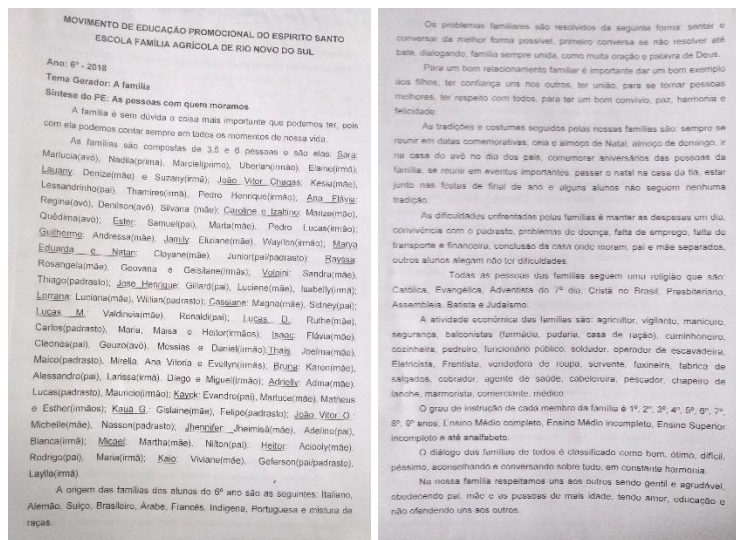 MOVIMENTO DE EDUCAÇÃO PROMOCIONAL DO ESPIRITO SANTO
ESCOLA FAMÍLIA AGRÍCOLA DE RIO NOVO DO SUL
Ano: 6º - 2018
Tema Gerador: A família
Síntese do PE: As pessoas com quem moramos
A família é sem dúvida a coisa mais importante que podemos ter, pois
com ela podemos contar sempre em todos os momentos de nossa vida.
As famílias são compostas de 3,5 e 6 pessoas e são elas: Sara:
Marlucia(avó), Nadila(prima), Marciel(primo), Uberlan(irmão), Elaine(irmã);
Lauany: Denize(mãe) e Suzany(irmã); João Vitor Chagas: Kesia(mãe),
Lessandrinho(pai), Thamires(irmã), Pedro Henrique(irmão); Ana Flávia:
Regina(avó), Denilson(avô), Silvana (mãe); Caroline e Izaltino: Marize(mãe),
Quédima(avó); Ester: Samuel(pai), Marta(mãe), Pedro Lucas(irmão);
Guilherme: Andressa(mãe); Jamily: Eliziane(mãe), Wayllon(irmão); Marya
Eduarda e Natan: Cloyane(mãe), Junior(pai/padrasto); Rayssa:
Rosangela(mãe), Geovana e Geisilane(irmãs); Volpini: Sandra(mãe),
Thiago(padrasto); José Henrique: Gillard(pai), Luciene(mãe), Isabelly(irmã);
Lorrana: Luciana(mãe), Willian(padrasto); Cassiane: Magna(mãe), Sidney(pai);
Lucas M.: Valdineia(mãe), Ronaldi(pai); Lucas D.: Ruthe(mãe),
Carlos(padrasto), Maria, Maisa e Heitor(irmãos); Isaac: Flávia(mãe),
Cleones(pai), Geuzo(avô), Messias e Daniel(irmão); Thais: Joelma(mãe),
Maico(padrasto), Mirella, Ana Vitoria e Evellyn(irmãs); Bruna: Karon(mãe),
Alessandro(pai), Larissa(irmã), Diego e Miguel(irmão); Adrielly: Adma(mãe),
Lucas(padrasto), Mauricio(irmão); Kayck: Evandro(pai), Marluce(mãe), Matheus
e Esther(irmãos); Kauã G.: Gislaine(mãe), Felipe(padrasto); João Vitor O.:
Michelle(mãe), Nasson(padrasto); Jhennifer: Jheimisiã(mãe), Adelino(pai),
Bianca(irmã); Micael: Martha(mãe), Nilton(pai); Heitor: Aciooly(mãe),
Rodrigo(pai), Maria(irmã); Kaio: Viviane(mãe), Geferson(pai/padrasto),
Laylla(irmã).
A origem das famílias dos alunos do 6º ano são as seguintes: Italiano,
Alemão, Suiço, Brasileiro, Árabe, Francês, Indígena, Portuguesa e mistura de
raças.
Os problemas familiares são resolvidos da seguinte forma: sentar e
conversar da melhor forma possível, primeiro conversa se não resolver até
bate, dialogando, família sempre unida, como muita oração e palavra de Deus.
Para um bom relacionamento familiar é importante dar um bom exemplo
aos filhos, ter confiança uns nos outros, ter união, para se tornar pessoas
melhores, ter respeito com todos, para ter um bom convívio, paz, harmonia e
felicidade.
As tradições e costumes seguidos pelas nossas famílias são: sempre se
reunir em datas comemorativas, ceia e almoço de Natal, almoço de domingo, ir
na casa do avô no dia dos pais, comemorar aniversários das pessoas da
família, se reunir em eventos importantes, passar o natal na casa da tia, estar
junto nas festas de final de ano e alguns alunos não seguem nenhuma
tradição.
As dificuldades enfrentadas pelas famílias é manter as despesas um dia,
convivência com o padrasto, problemas de doença, falta de emprego, falta de
transporte e financeira, conclusão da casa onde moram, pai e mãe separados,
outros alunos alegam não ter dificuldades.
Todas as pessoas das famílias seguem uma religião que são:
Católica, Evangélica, Adventista do 7º dia, Cristã no Brasil, Presbiteriano,
Assembleia, Batista e Judaísmo.
A atividade econômica das famílias são: agricultor, vigilante, manicure,
segurança, balconistas (farmácia, padaria, casa de ração), caminhoneiro,
cozinheira, pedreiro, funcionário público, soldador, operador de escavadeira,
Eletricista, Frentista, vendedora de roupa, servente, faxineira, fabrica de
salgados, cobrador, agente de saúde, cabeleireira, pescador, chapeiro de
lanche, marmorista, comerciante, médico
O grau de instrução de cada membro da família é 1º, 2º, 3º, 4º, 5º, 6º, 7º,
8º, 9º anos, Ensino Médio completo, Ensino Médio incompleto, Ensino Superior
incompleto e até analfabeto.
O diálogo das famílias de todos é classificado como bom, ótimo, difícil,
péssimo, aconselhando e conversando sobre tudo, em constante harmonia.
Na nossa família respeitamos uns aos outros sendo gentil e agradável,
obedecendo pai, mãe e as pessoas de mais idade, tendo amor, educação e
não ofendendo uns aos outros.